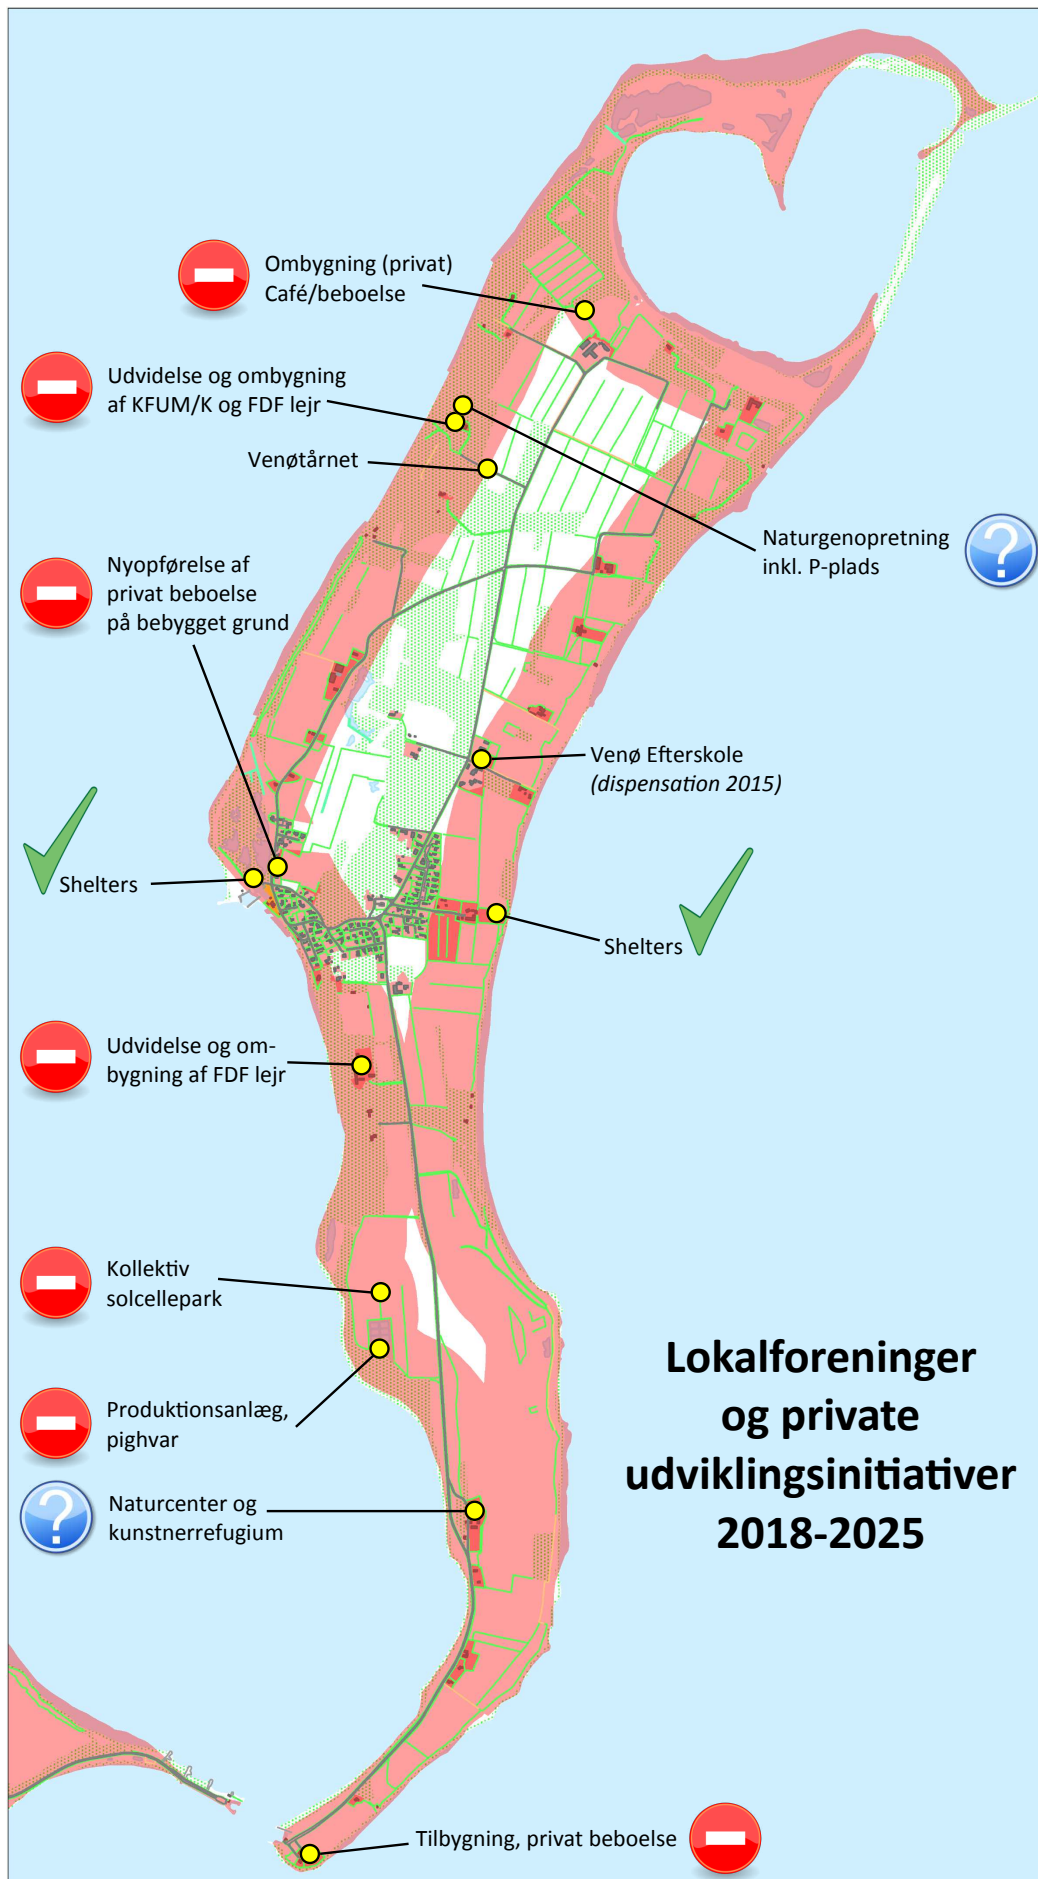 Ombygning (privat)
Café/beboelse
Udvidelse og ombygning
af KFUM/K og FDF lejr
Venøtårnet
Naturgenopretning
inkl. P-plads
?
Nyopførelse af
privat beboelse
på bebygget grund
Venø Efterskole
(dispensation 2015)
Shelters
Shelters
Udvidelse og om-
bygning af FDF lejr
Kollektiv
solcellepark
Lokalforeninger
og private
udviklingsinitiativer
2018-2025
Produktionsanlæg,
pighvar
?
Naturcenter og
kunstnerrefugium
Tilbygning, privat beboelse